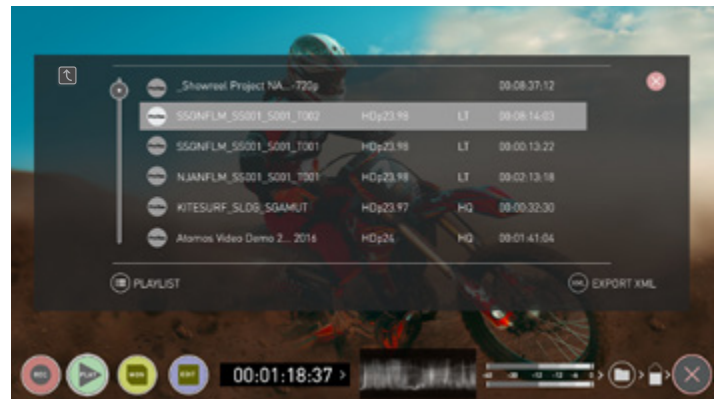 _Showreel Project NA...-720p 00:08:37:12
SSGNFLM_SS001_S001_T002 HDp23.98 LT 00:08:14:03
SSGNFLM_SS001_S001_T001 HDp23.98 LT 00:00:13:22
NJANFLM_SS001_S001_T001 HDp23.98 LT 00:02:13:18
KITESURF_SLOG_SGAMUT HDp23.97 HQ 00:00:32:30
Atomos Video Demo 2... 2016 HDp24 HQ 00:01:41:04
PLAYLIST XML EXPORT XML
REC PLAY MON EDIT 00:01:18:37